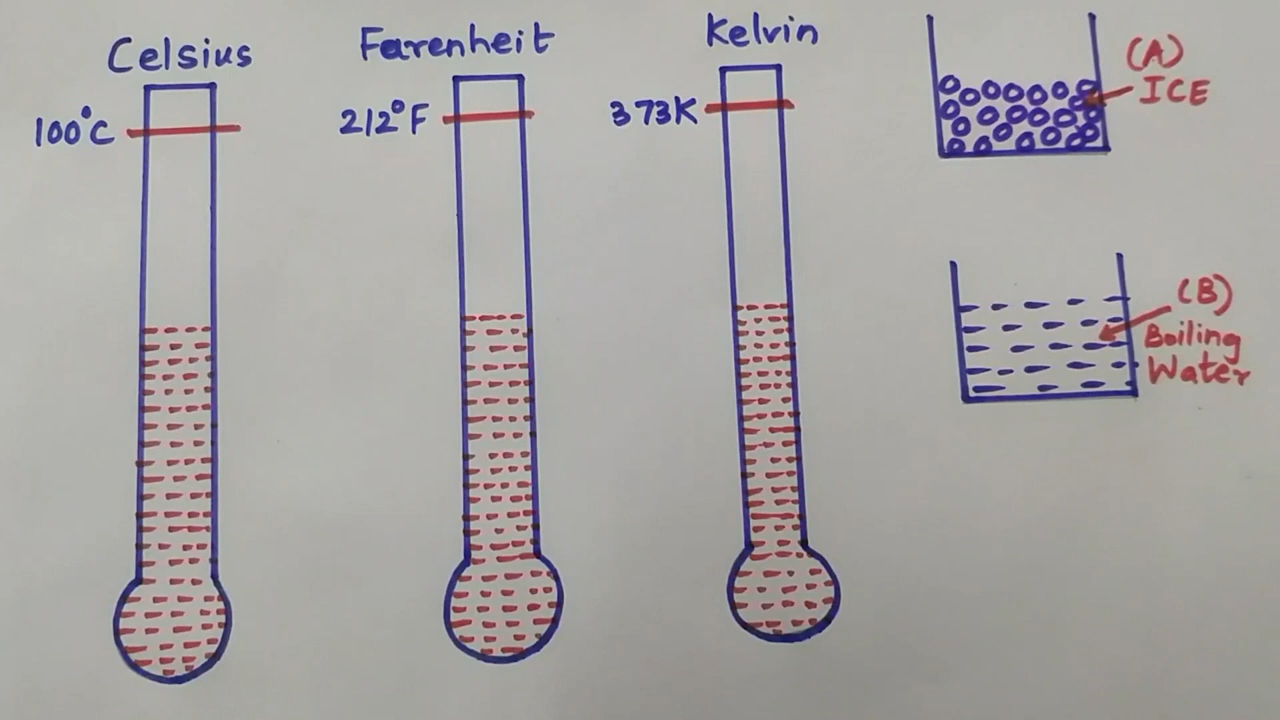 Celsius
Farenheit
Kelvin
100°C
212°F
373K
(A)
ICE
(B)
Boiling
Water